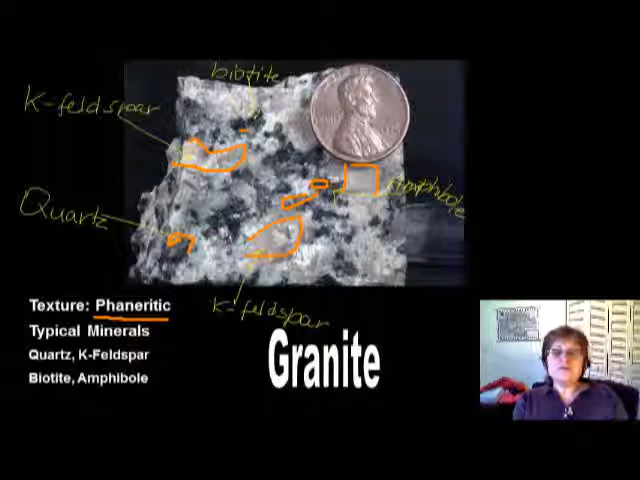 biotite
K-feldspar
Quartz
amphibole
K-feldspar
Texture: Phaneritic
Typical Minerals
Quartz, K-Feldspar
Biotite, Amphibole
Granite